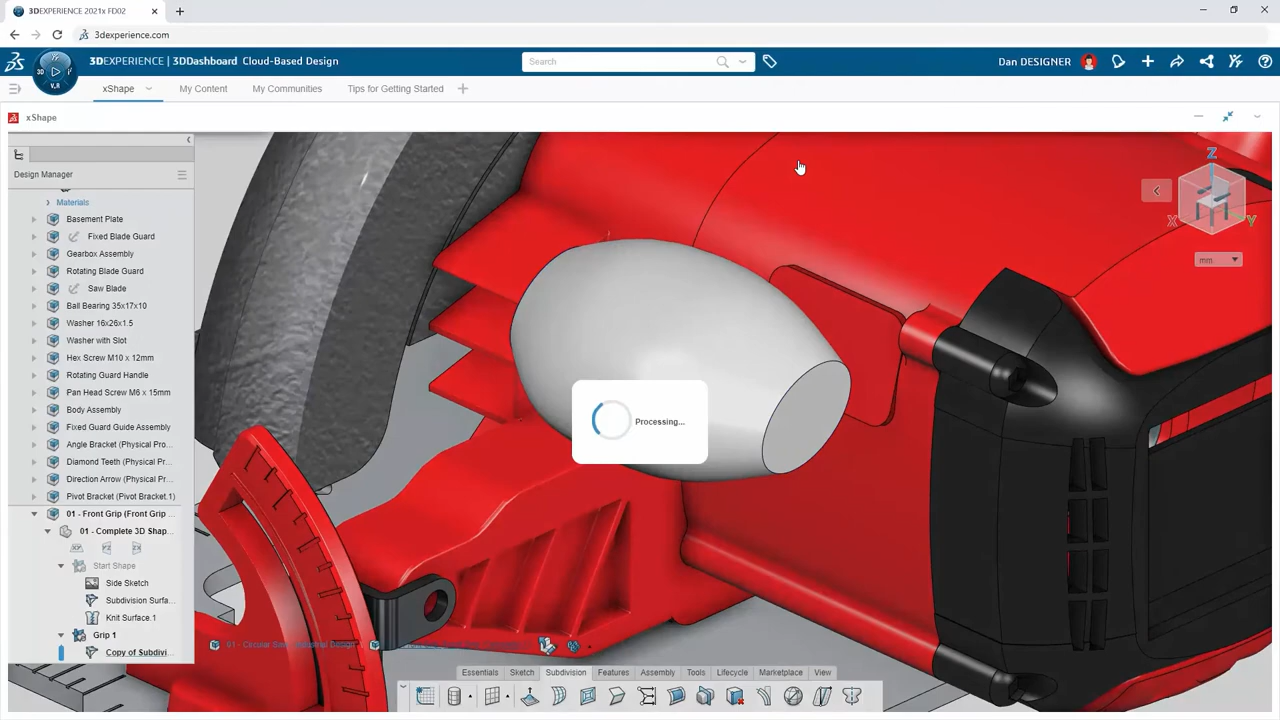 3DEXPERIENCE 2021x FD02
3dexperience.com
3DEXPERIENCE | 3DDashboard Cloud-Based Design
Search
Dan DESIGNER
3D
V.R
xShape
My Content
My Communities
Tips for Getting Started
xShape
Design Manager
Materials
Basement Plate
Fixed Blade Guard
Gearbox Assembly
Rotating Blade Guard
Saw Blade
Ball Bearing 35x17x10
Washer 16x26x1.5
Washer with Slot
Hex Screw M10 x 12mm
Rotating Guard Handle
Pan Head Screw M6 x 15mm
Body Assembly
Fixed Guard Guide Assembly
Angle Bracket (Physical Pro...
Diamond Teeth (Physical Pr...
Direction Arrow (Physical Pr...
Pivot Bracket (Pivot Bracket.1)
01 - Front Grip (Front Grip ...
01 - Complete 3D Shap...
Start Shape
Side Sketch
Subdivision Surfa...
Knit Surface.1
Grip 1
Copy of Subdivi...
Z
X
Y
mm
Processing...
01 - Circular Saw Industrial Design
Essentials
Sketch
Subdivision
Features
Assembly
Tools
Lifecycle
Marketplace
View